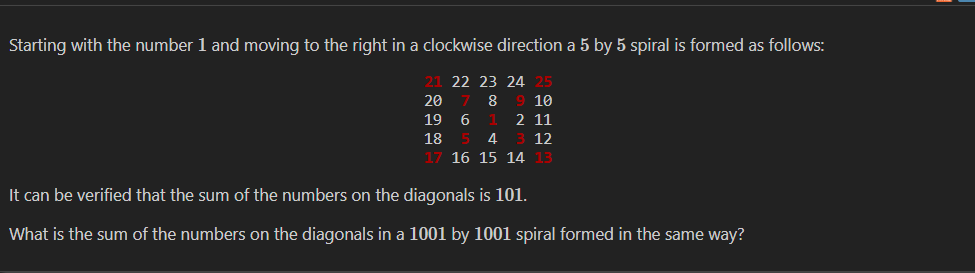 Starting with the number 1 and moving to the right in a clockwise direction a 5 by 5 spiral is formed as follows:
21 22 23 24 25
20 7 8 9 10
19 6 1 2 11
18 5 4 3 12
17 16 15 14 13
It can be verified that the sum of the numbers on the diagonals is 101.
What is the sum of the numbers on the diagonals in a 1001 by 1001 spiral formed in the same way?